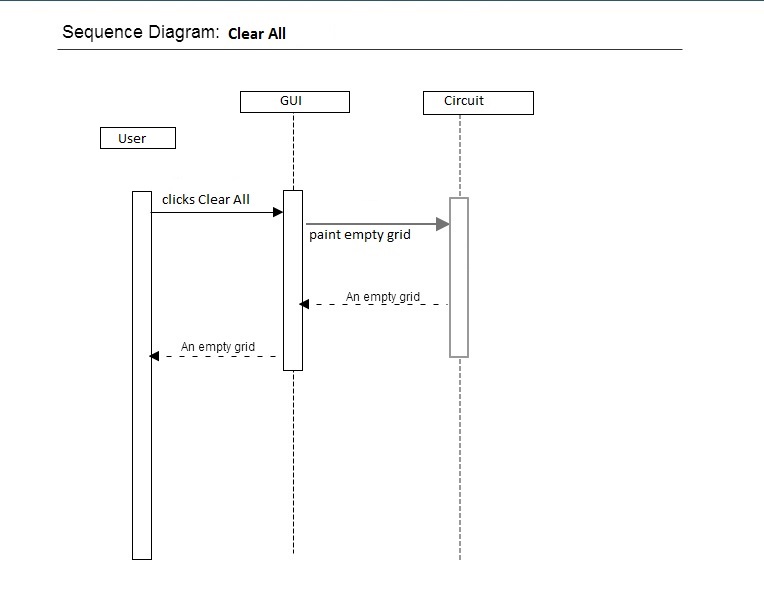 Sequence Diagram: Clear All
GUI
Circuit
User
clicks Clear All
paint empty grid
An empty grid
An empty grid